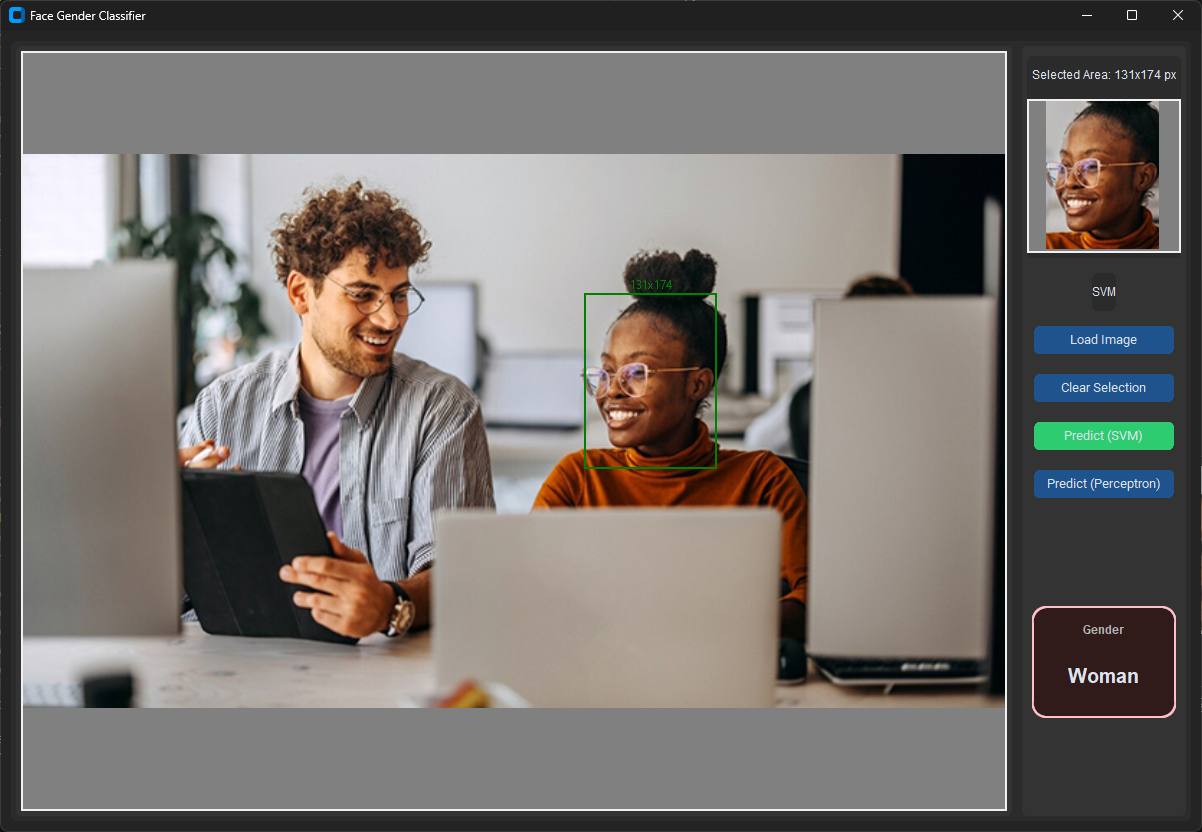 Face Gender Classifier
Selected Area: 131x174 px
131x174
SVM
Load Image
Clear Selection
Predict (SVM)
Predict (Perceptron)
Gender
Woman